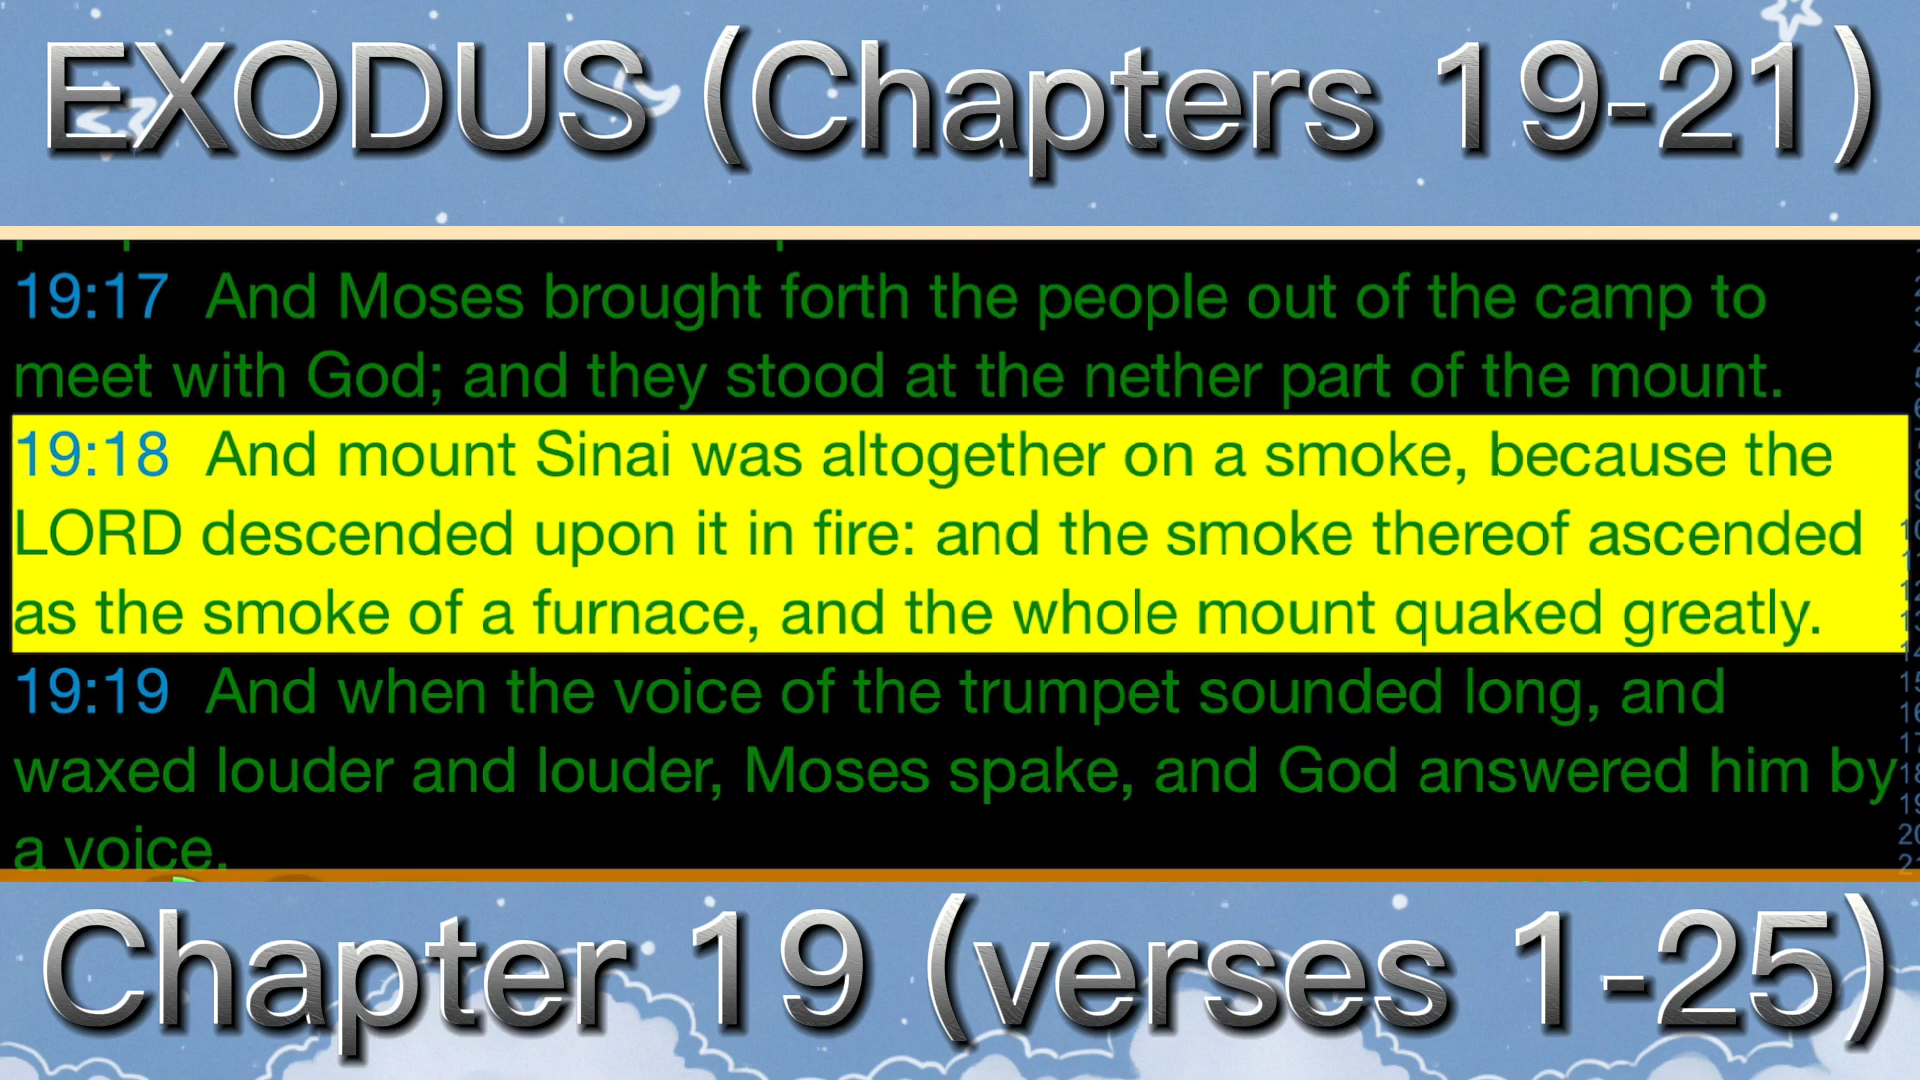 EXODUS (Chapters 19-21)
19:17 And Moses brought forth the people out of the camp to
meet with God; and they stood at the nether part of the mount.
19:18 And mount Sinai was altogether on a smoke, because the
LORD descended upon it in fire: and the smoke thereof ascended
as the smoke of a furnace, and the whole mount quaked greatly.
19:19 And when the voice of the trumpet sounded long, and
waxed louder and louder, Moses spake, and God answered him by
a voice.
Chapter 19 (verses 1-25)